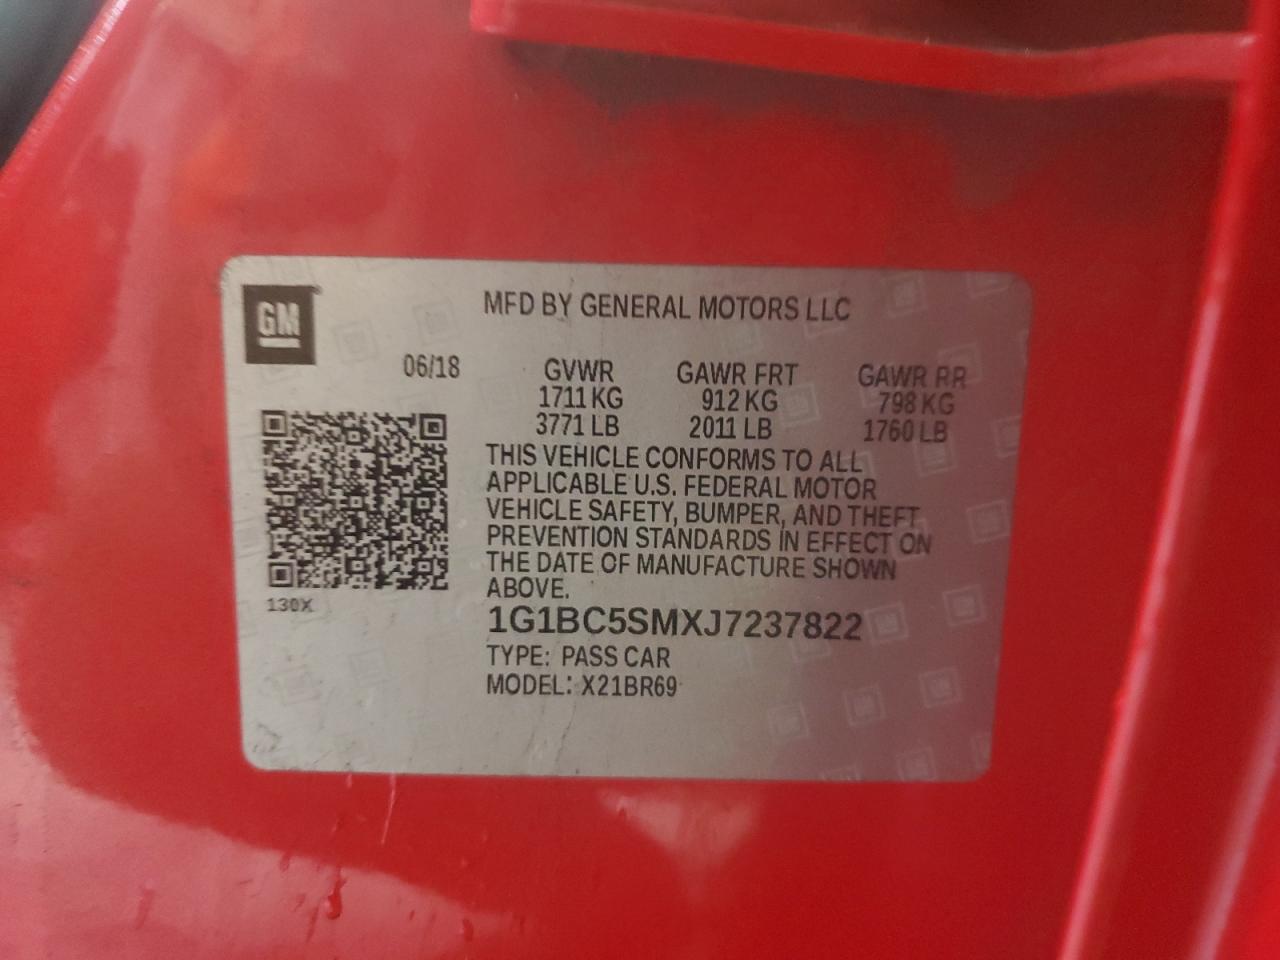 GM
MFD BY GENERAL MOTORS LLC
06/18 GVWR GAWR FRT GAWR RR
1711 KG 912 KG 798 KG
3771 LB 2011 LB 1760 LB
THIS VEHICLE CONFORMS TO ALL
APPLICABLE U.S. FEDERAL MOTOR
VEHICLE SAFETY, BUMPER, AND THEFT
PREVENTION STANDARDS IN EFFECT ON
THE DATE OF MANUFACTURE SHOWN
ABOVE.
130X
1G1BC5SMXJ7237822
TYPE: PASS CAR
MODEL: X21BR69